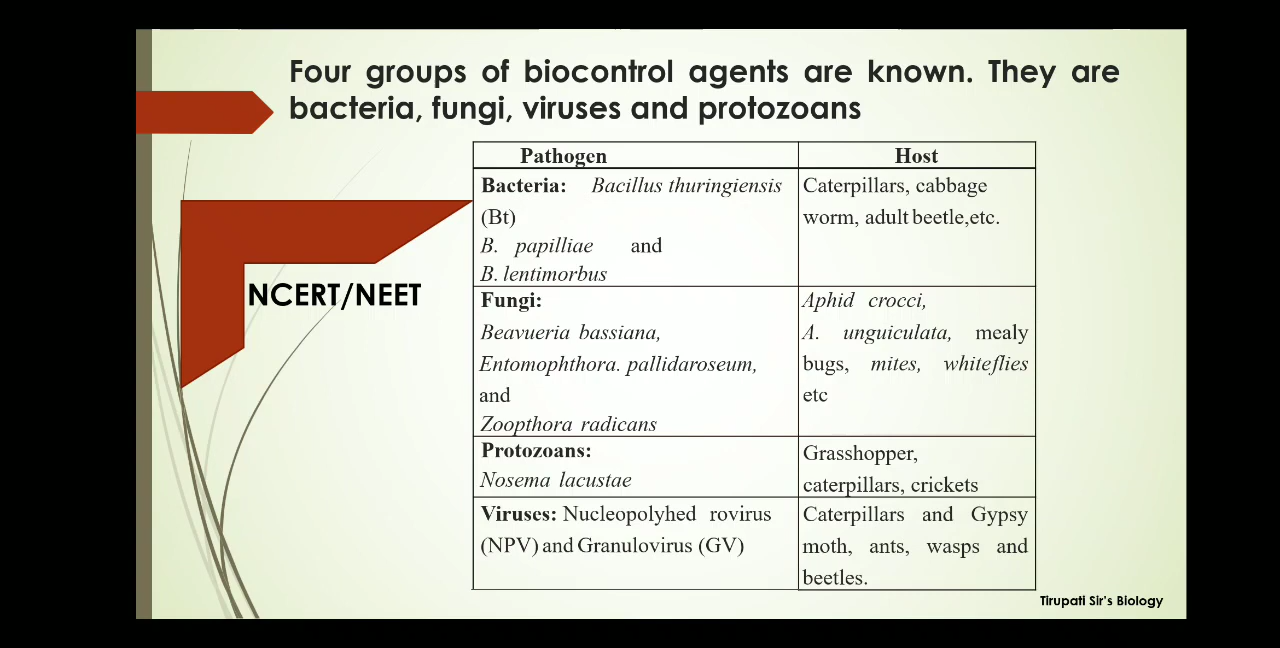 Four groups of biocontrol agents are known. They are
bacteria, fungi, viruses and protozoans
NCERT/NEET
Pathogen Host
Bacteria: Bacillus thuringiensis
(Bt)
B. papilliae and
B. lentimorbus
Caterpillars, cabbage
worm, adult beetle,etc.
Fungi:
Beavueria bassiana,
Entomophthora. pallidaroseum,
and
Zoopthora radicans
Aphid crocci,
A. unguiculata, mealy
bugs, mites, whiteflies
etc
Protozoans:
Nosema lacustae
Grasshopper,
caterpillars, crickets
Viruses: Nucleopolyhed rovirus
(NPV) and Granulovirus (GV)
Caterpillars and Gypsy
moth, ants, wasps and
beetles.
Tirupati Sir's Biology